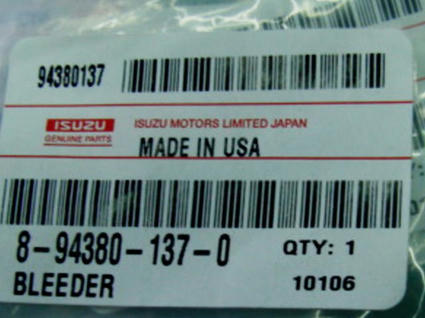 94380137
ISUZU ISUZU MOTORS LIMITED JAPAN
GENUINE PARTS MADE IN USA
8-94380-137-0 QTY: 1
BLEEDER 10106